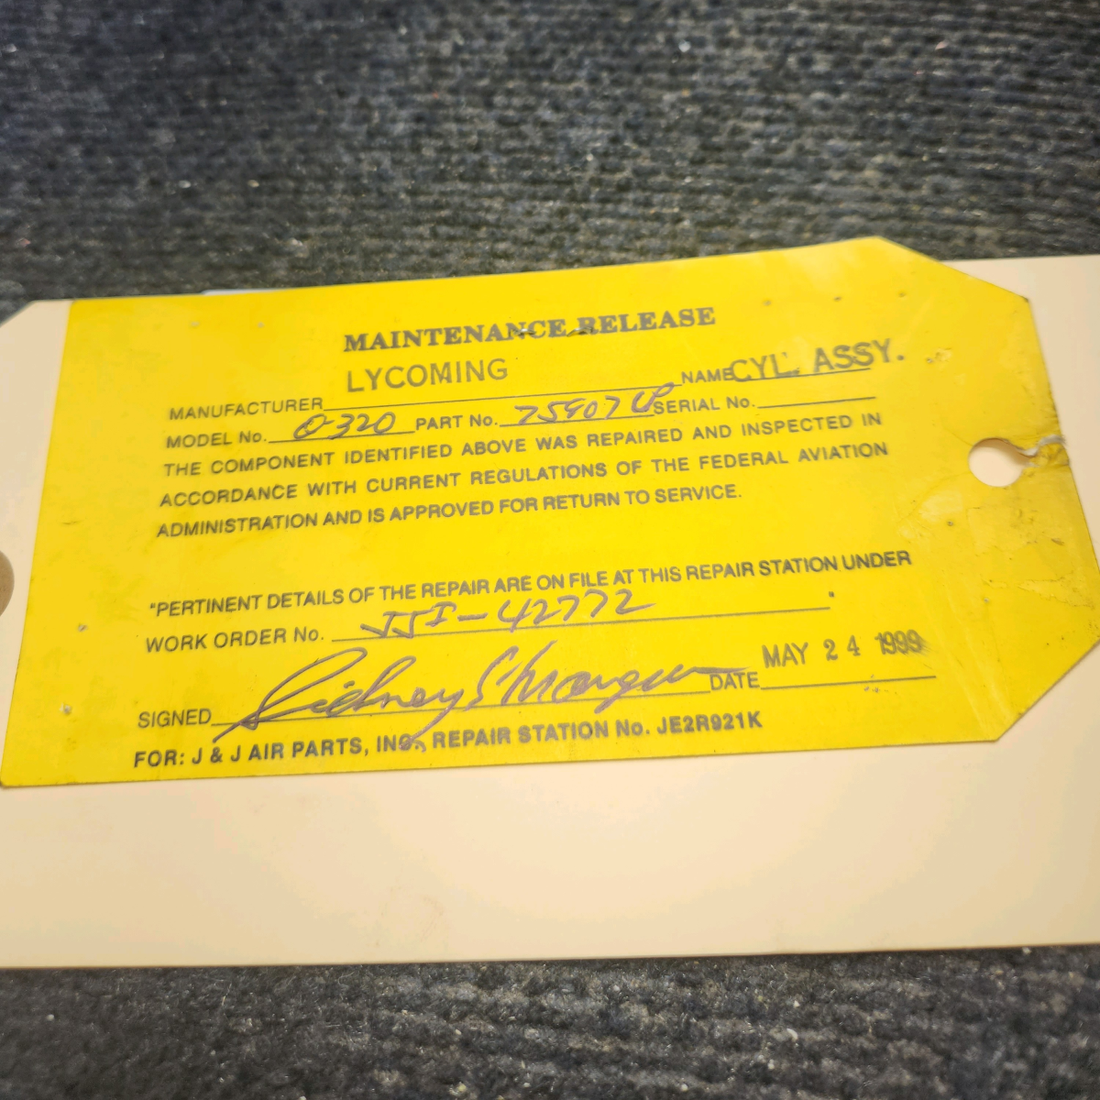 MAINTENANCE RELEASE
MANUFACTURER LYCOMING NAME CYL. ASSY.
MODEL No. O-320 PART No. SERIAL No.
THE COMPONENT IDENTIFIED ABOVE WAS REPAIRED AND INSPECTED IN
ACCORDANCE WITH CURRENT REGULATIONS OF THE FEDERAL AVIATION
ADMINISTRATION AND IS APPROVED FOR RETURN TO SERVICE.
"PERTINENT DETAILS OF THE REPAIR ARE ON FILE AT THIS REPAIR STATION UNDER
WORK ORDER No. JJI-42772"
SIGNED Sidney DATE MAY 24 1999
FOR: J & J AIR PARTS, INC., REPAIR STATION No. JE2R921K